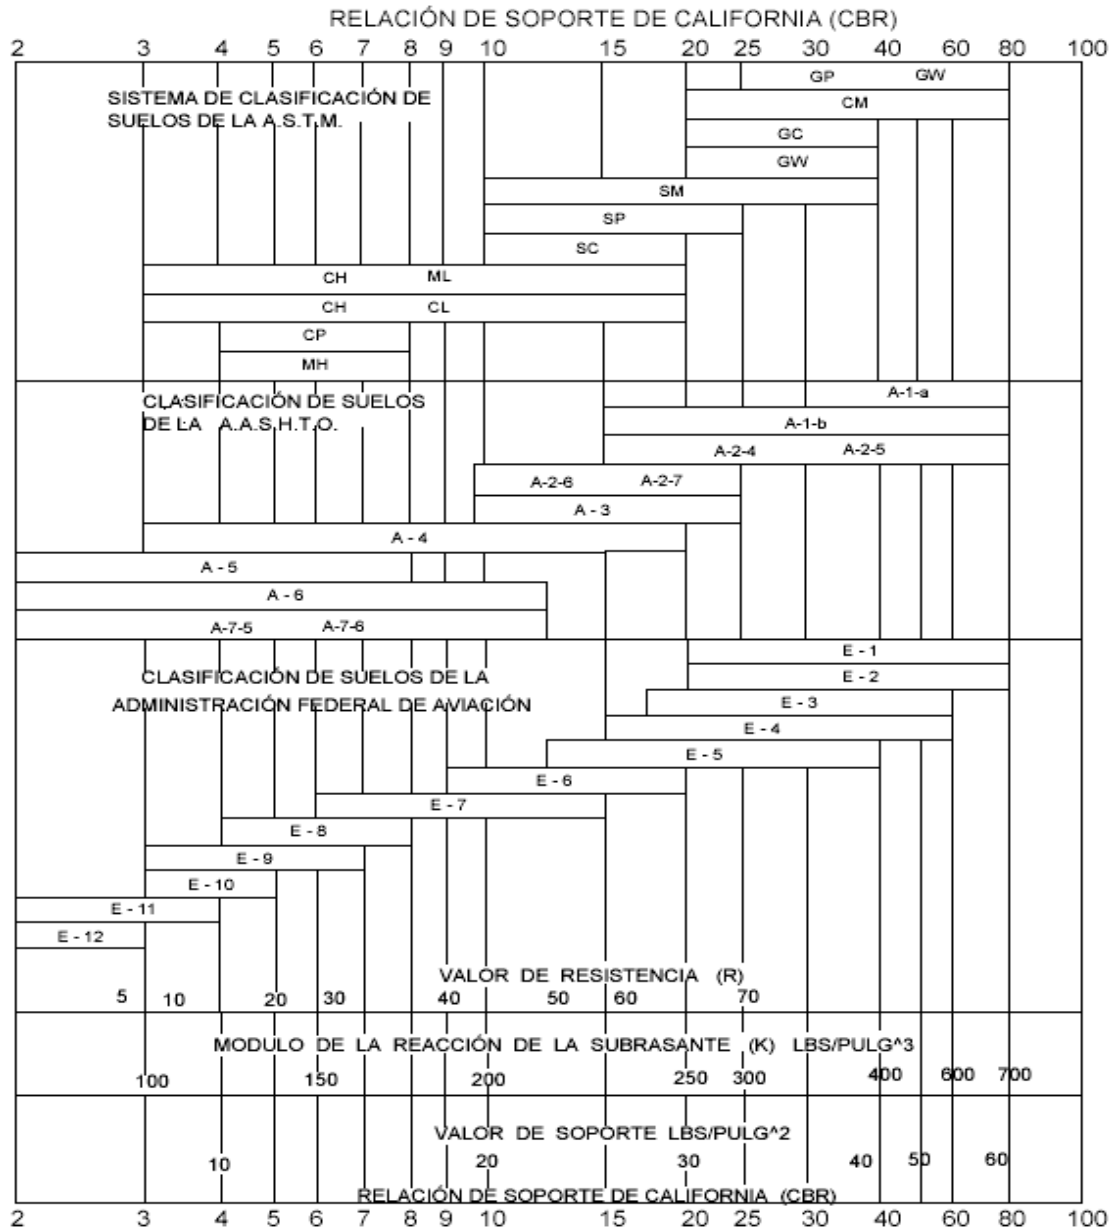 RELACIÓN DE SOPORTE DE CALIFORNIA (CBR)
2 3 4 5 6 7 8 9 10 15 20 25 30 40 60 80 100
GP GW
SISTEMA DE CLASIFICACIÓN DE
CM
SUELOS DE LA A.S.T.M.
GC
GW
SM
SP
SC
CH ML
CH CL
CP
MH
CLASIFICACIÓN DE SUELOS
A-1-a
DE LA A.A.S.H.T.O.
A-1-b
A-2-4 A-2-5
A-2-6 A-2-7
A - 3
A - 4
A - 5
A - 6
A-7-5 A-7-6
E - 1
CLASIFICACIÓN DE SUELOS DE LA
E - 2
ADMINISTRACIÓN FEDERAL DE AVIACIÓN
E - 3
E - 4
E - 5
E - 6
E - 7
E - 8
E - 9
E - 10
E - 11
E - 12
VALOR DE RESISTENCIA (R)
5 10 20 30 40 50 60 70
MODULO DE LA REACCIÓN DE LA SUBRASANTE (K) LBS/PULG^3
100 150 200 250 300 400 600 700
VALOR DE SOPORTE LBS/PULG^2
10 20 30 40 50 60
RELACIÓN DE SOPORTE DE CALIFORNIA (CBR)
2 3 4 5 6 7 8 9 10 15 20 25 30 40 60 80 100